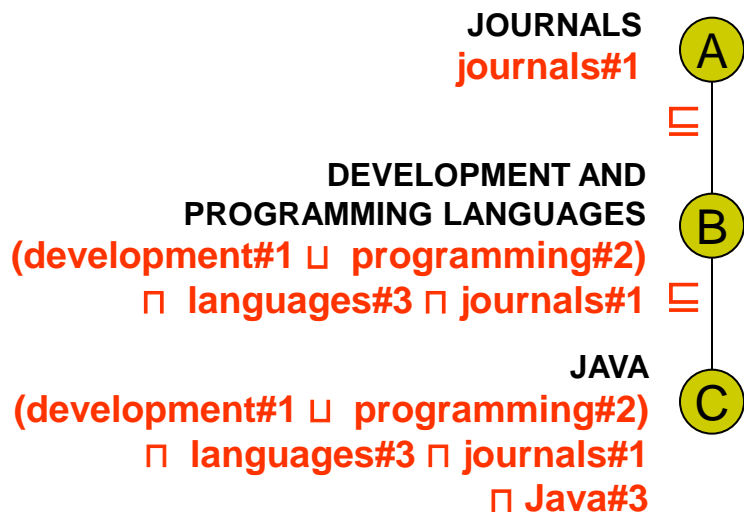 JOURNALS
journals#1
A
⊑
DEVELOPMENT AND
PROGRAMMING LANGUAGES
B
(development#1 ⊔ programming#2)
⊓ languages#3 ⊓ journals#1
⊑
JAVA
C
(development#1 ⊔ programming#2)
⊓ languages#3 ⊓ journals#1
⊓ Java#3